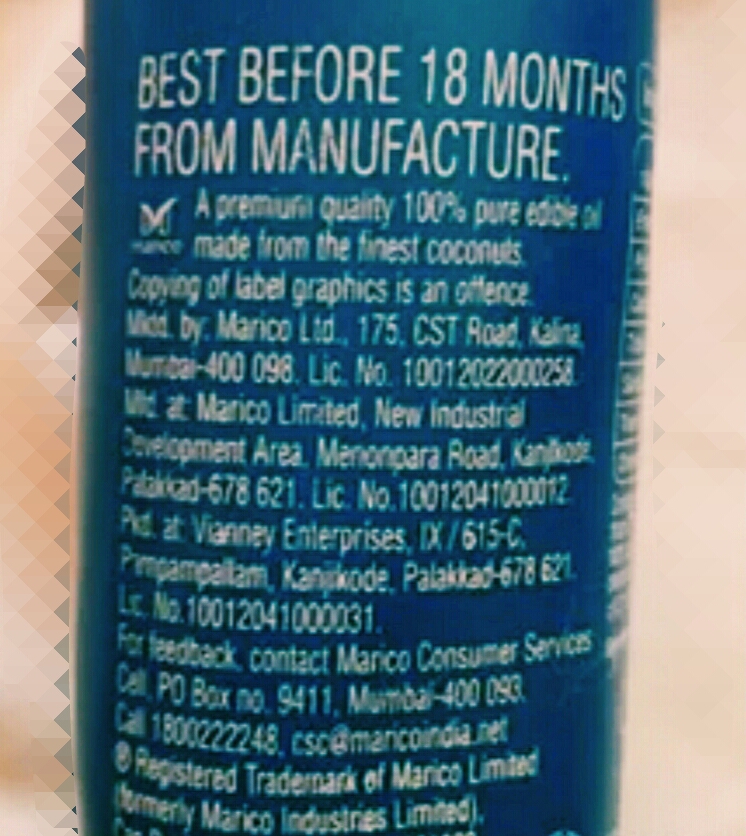 BEST BEFORE 18 MONTHS
FROM MANUFACTURE.
A premium quality 100% pure edible oil
made from the finest coconuts.
marico
Copying of label graphics is an offence.
Mktd. by: Marico Ltd., 175, CST Road, Kalina,
Mumbai-400 098. Lic. No. 10012022000258.
Mfd. at: Marico Limited, New Industrial
Development Area, Menonpara Road, Kanjikode,
Palakkad-678 621. Lic. No.10012041000012.
Pkd. at: Vianney Enterprises, IX / 615-C,
Pampampallam, Kanjikode, Palakkad-678 621.
Lic. No.10012041000031.
For feedback, contact Marico Consumer Services
Cell, PO Box no. 9411, Mumbai-400 093.
Call 1800222248, csc@maricoindia.net
® Registered Trademark of Marico Limited
(formerly Marico Industries Limited).